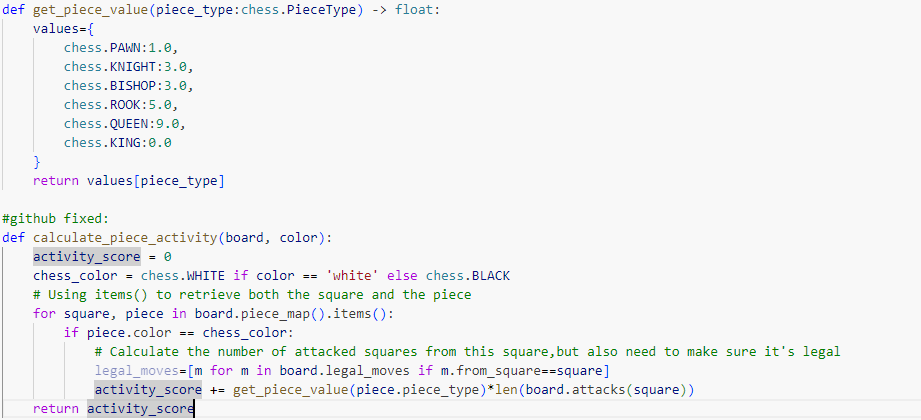 def get_piece_value(piece_type:chess.PieceType) -> float:
    values={
        chess.PAWN:1.0,
        chess.KNIGHT:3.0,
        chess.BISHOP:3.0,
        chess.ROOK:5.0,
        chess.QUEEN:9.0,
        chess.KING:0.0
    }
    return values[piece_type]

#github fixed:
def calculate_piece_activity(board, color):
    activity_score = 0
    chess_color = chess.WHITE if color == 'white' else chess.BLACK
    # Using items() to retrieve both the square and the piece
    for square, piece in board.piece_map().items():
        if piece.color == chess_color:
            # Calculate the number of attacked squares from this square,but also need to make sure it's legal
            legal_moves=[m for m in board.legal_moves if m.from_square==square]
            activity_score += get_piece_value(piece.piece_type)*len(board.attacks(square))
    return activity_score